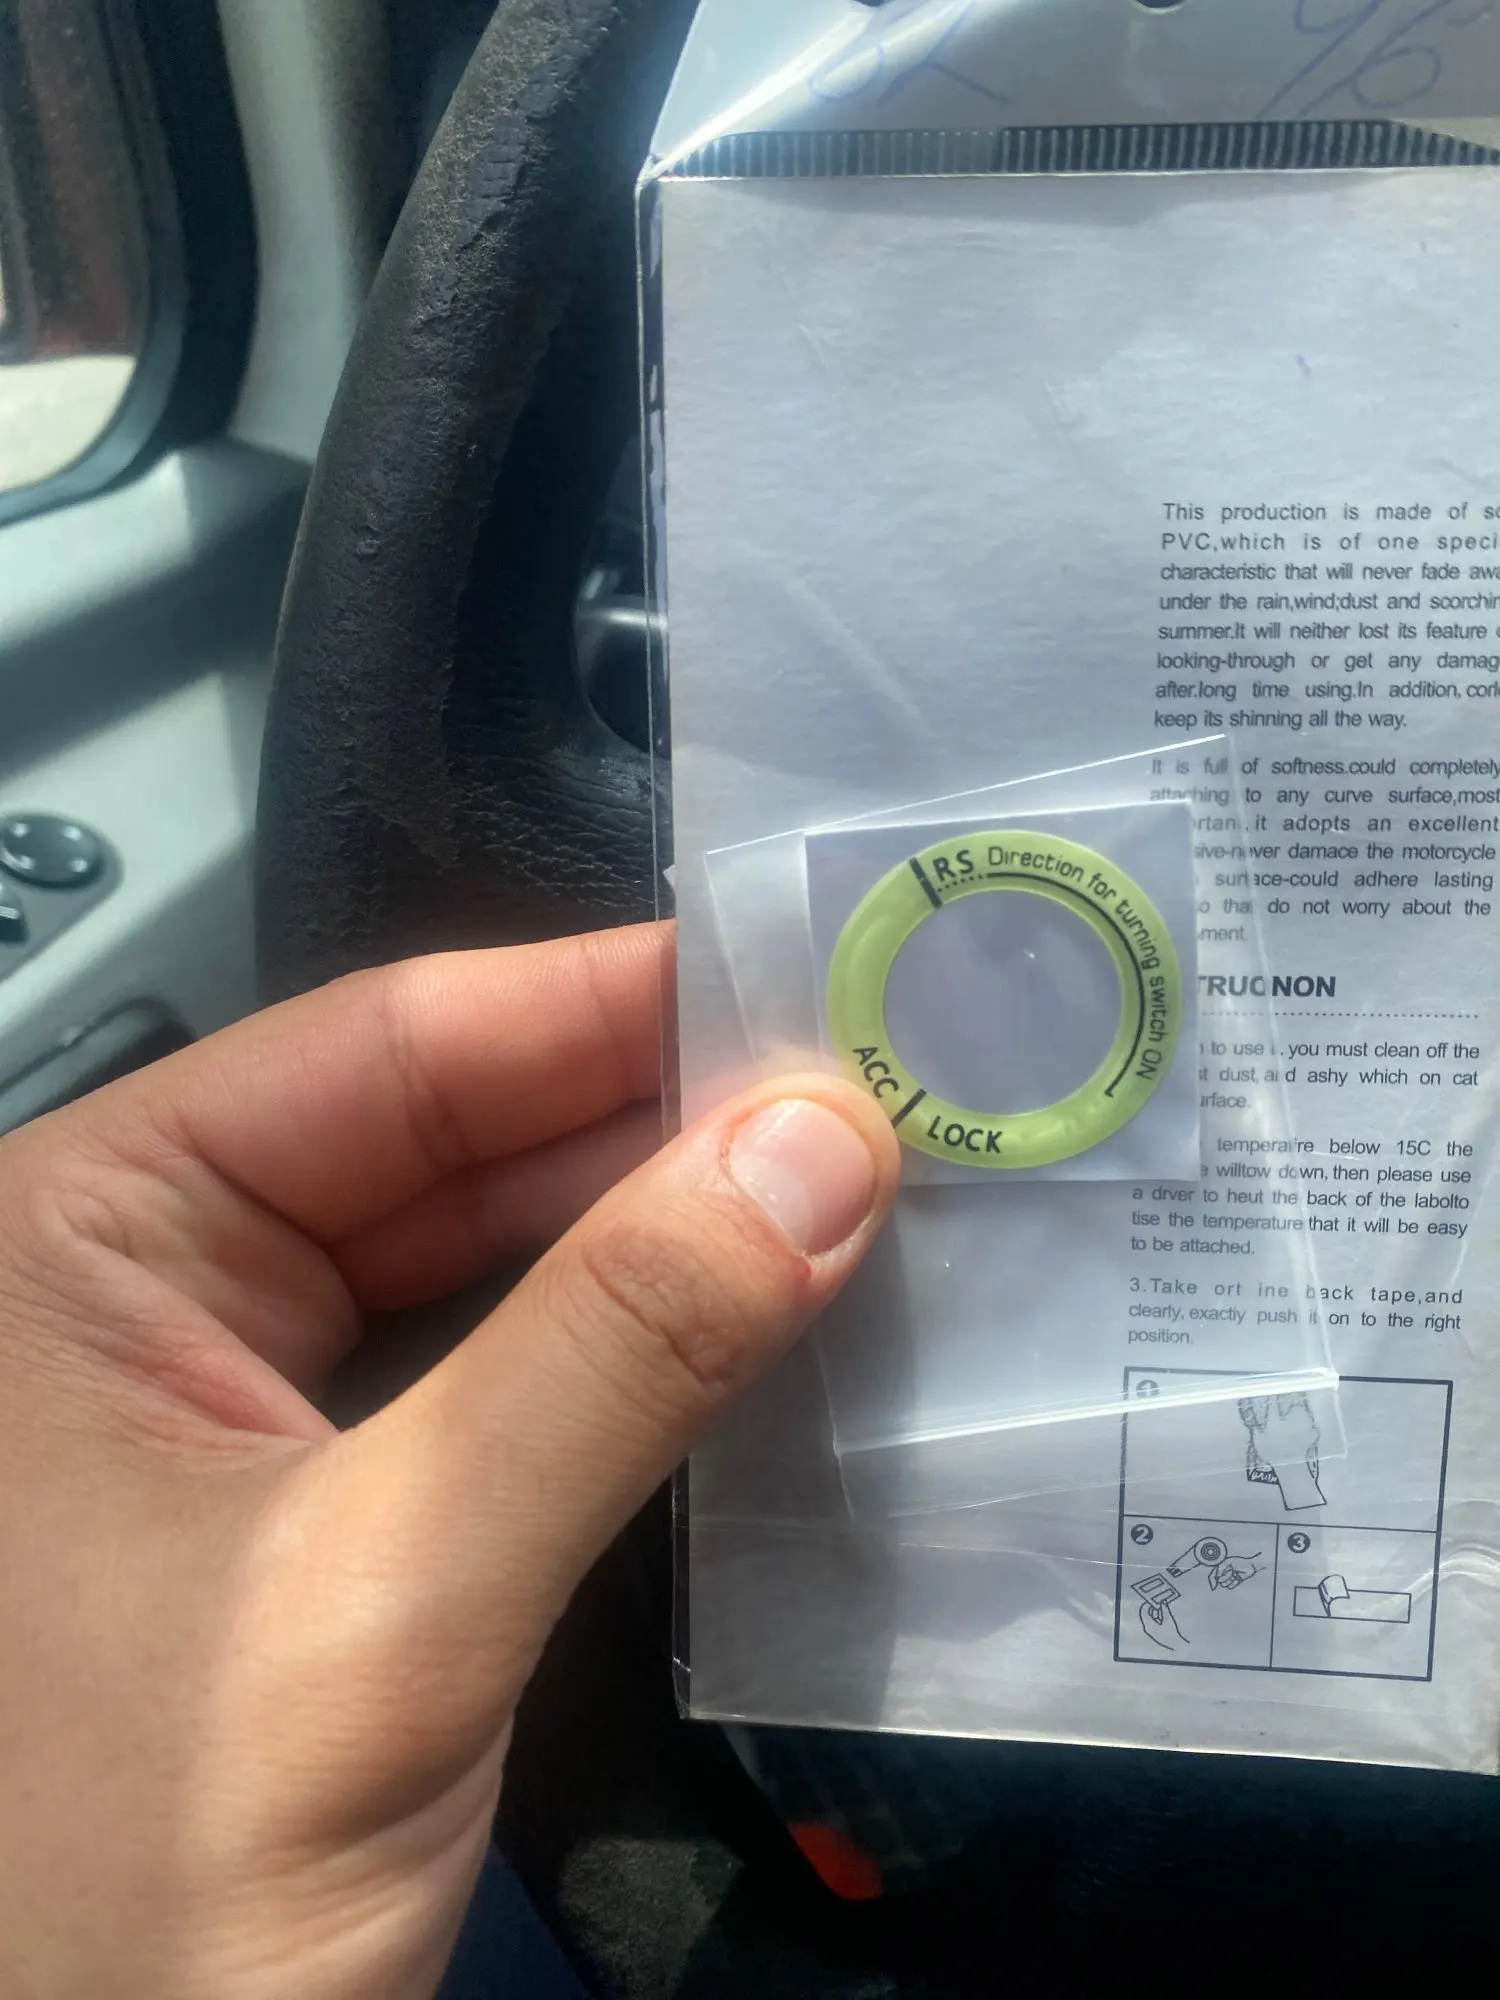 This production is made of
PVC,which is of one
characteristic that will never fade
under the rain,wind;dust and
summer.It will neither lost its feature
looking-through or get any
after.long time using.In addition,
keep its shinning all the way.
It is full of softness.could completely
attaching to any curve surface,most
it adopts an excellent
damace the motorcycle
could adhere lasting
do not worry about the
RS Direction for turning switch ON
ACC
LOCK
to use you must clean off the
dust, and ashy which on cat
below 15C the
willtow down, then please use
a drver to heut the back of the labolto
tise the temperature that it will be easy
to be attached.
3.Take ort ine back tape,and
clearly, exactiy push it on to the right
position.
1
2
3